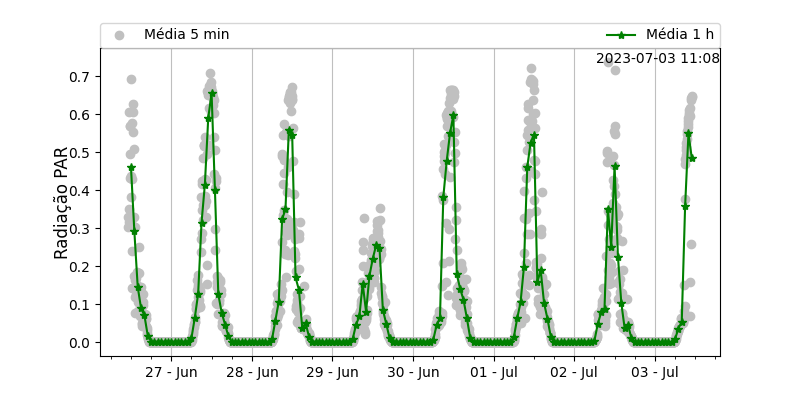 Média 5 min
Média 1 h
2023-07-03 11:08
Radiação PAR
0.7
0.6
0.5
0.4
0.3
0.2
0.1
0.0
27 - Jun
28 - Jun
29 - Jun
30 - Jun
01 - Jul
02 - Jul
03 - Jul